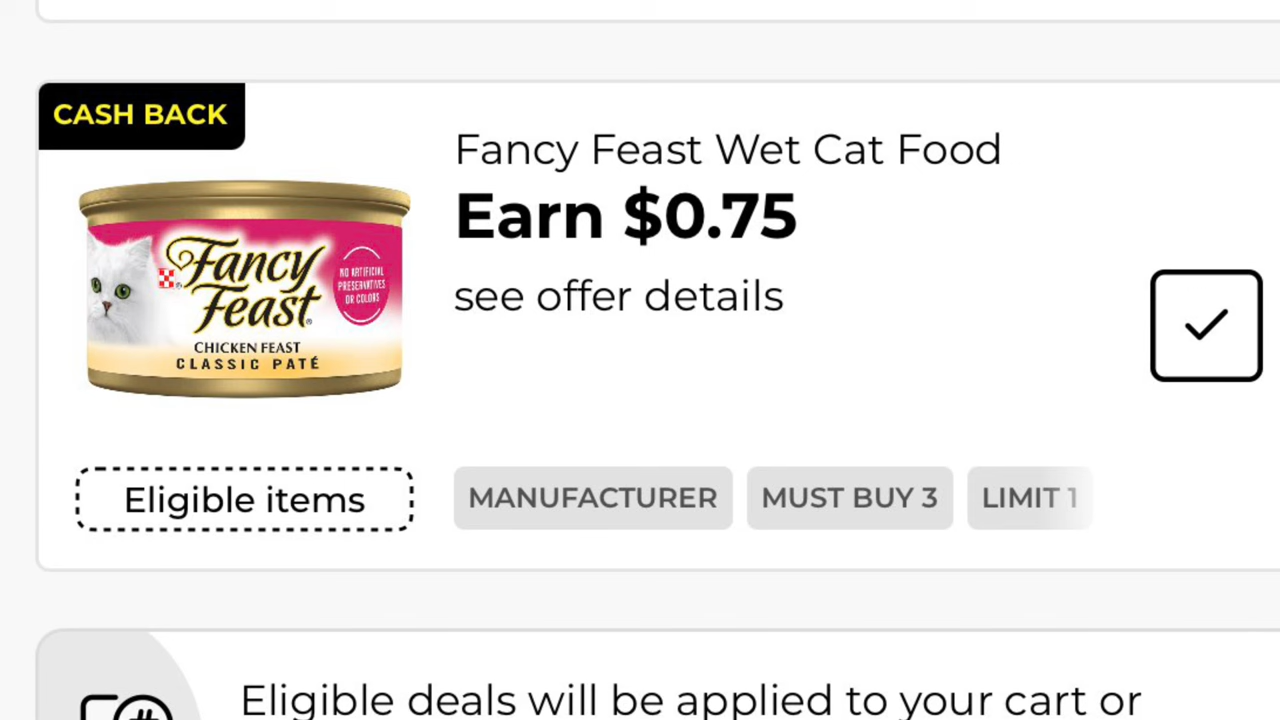 CASH BACK
Fancy Feast Wet Cat Food
Earn $0.75
see offer details
Fancy
Feast
NO ARTIFICIAL
PRESERVATIVES
OR COLORS
CHICKEN FEAST
CLASSIC PATÉ
Eligible items
MANUFACTURER
MUST BUY 3
LIMIT 1
Eligible deals will be applied to your cart or